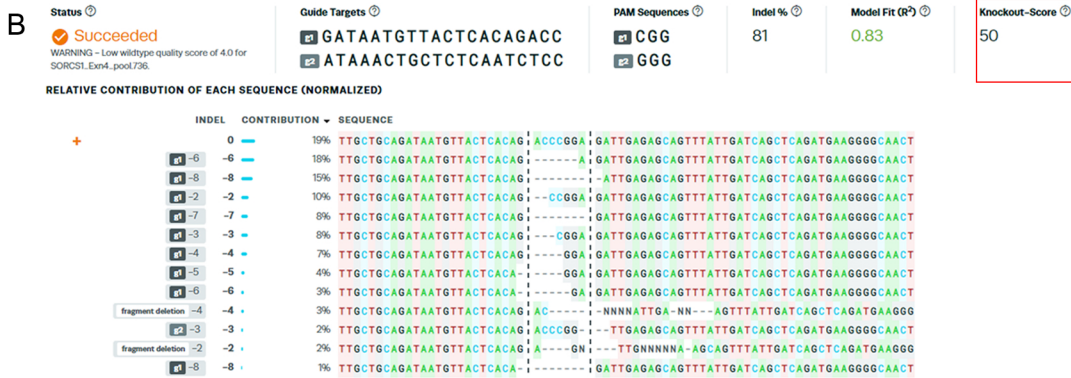 B
Status ?
Succeeded
WARNING – Low wildtype quality score of 4.0 for
SORCS1_Exn4_pool.736.
Guide Targets ?
g1 GATAATGTTACTCACAGACC
g2 ATAAACTGCTCTCAATCTCC
PAM Sequences ?
g1 CGG
g2 GGG
Indel % ?
81
Model Fit (R²) ?
0.83
Knockout-Score ?
50
RELATIVE CONTRIBUTION OF EACH SEQUENCE (NORMALIZED)
INDEL CONTRIBUTION SEQUENCE
+ 0 19% TTGCTGCAGATAATGTTACTCACAG ACCCGGA GATTGAGAGCAGTTTATTGATCAGCTCAGATGAAGGGGCAACT
g1 -6 -6 18% TTGCTGCAGATAATGTTACTCACAG ------A GATTGAGAGCAGTTTATTGATCAGCTCAGATGAAGGGGCAACT
g1 -8 -8 15% TTGCTGCAGATAATGTTACTCACAG ------- -ATTGAGAGCAGTTTATTGATCAGCTCAGATGAAGGGGCAACT
g1 -2 -2 10% TTGCTGCAGATAATGTTACTCACAG --CCGGA GATTGAGAGCAGTTTATTGATCAGCTCAGATGAAGGGGCAACT
g1 -7 -7 8% TTGCTGCAGATAATGTTACTCACAG ------- GATTGAGAGCAGTTTATTGATCAGCTCAGATGAAGGGGCAACT
g1 -3 -3 8% TTGCTGCAGATAATGTTACTCACAG ---CGGA GATTGAGAGCAGTTTATTGATCAGCTCAGATGAAGGGGCAACT
g1 -4 -4 7% TTGCTGCAGATAATGTTACTCACAG ----GGA GATTGAGAGCAGTTTATTGATCAGCTCAGATGAAGGGGCAACT
g1 -5 -5 4% TTGCTGCAGATAATGTTACTCACA- ----GGA GATTGAGAGCAGTTTATTGATCAGCTCAGATGAAGGGGCAACT
g1 -6 -6 3% TTGCTGCAGATAATGTTACTCACA- -----GA GATTGAGAGCAGTTTATTGATCAGCTCAGATGAAGGGGCAACT
fragment deletion -4 -4 3% TTGCTGCAGATAATGTTACTCACAG AC----- -NNNNATTGA-NN---AGTTTATTGATCAGCTCAGATGAAGGG
g2 -3 -3 2% TTGCTGCAGATAATGTTACTCACAG ACCCGG- --TTGAGAGCAGTTTATTGATCAGCTCAGATGAAGGGGCAACT
fragment deletion -2 -2 2% TTGCTGCAGATAATGTTACTCACAG A----GN ---TTGNNNNNA-AGCAGTTTATTGATCAGCTCAGATGAAGGG
g1 -8 -8 1% TTGCTGCAGATAATGTTACTCACA- ------- GATTGAGAGCAGTTTATTGATCAGCTCAGATGAAGGGGCAACT